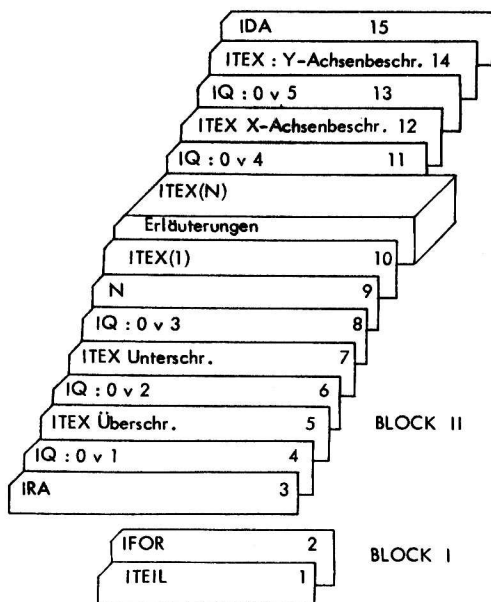 IDA 15
ITEX : Y-Achsenbeschr. 14
IQ : 0 v 5 13
ITEX X-Achsenbeschr. 12
IQ : 0 v 4 11
ITEX(N)
Erläuterungen
ITEX(1) 10
N 9
IQ : 0 v 3 8
ITEX Unterschr. 7
IQ : 0 v 2 6
ITEX Überschr. 5 BLOCK II
IQ : 0 v 1 4
IRA 3
IFOR 2 BLOCK I
ITEIL 1